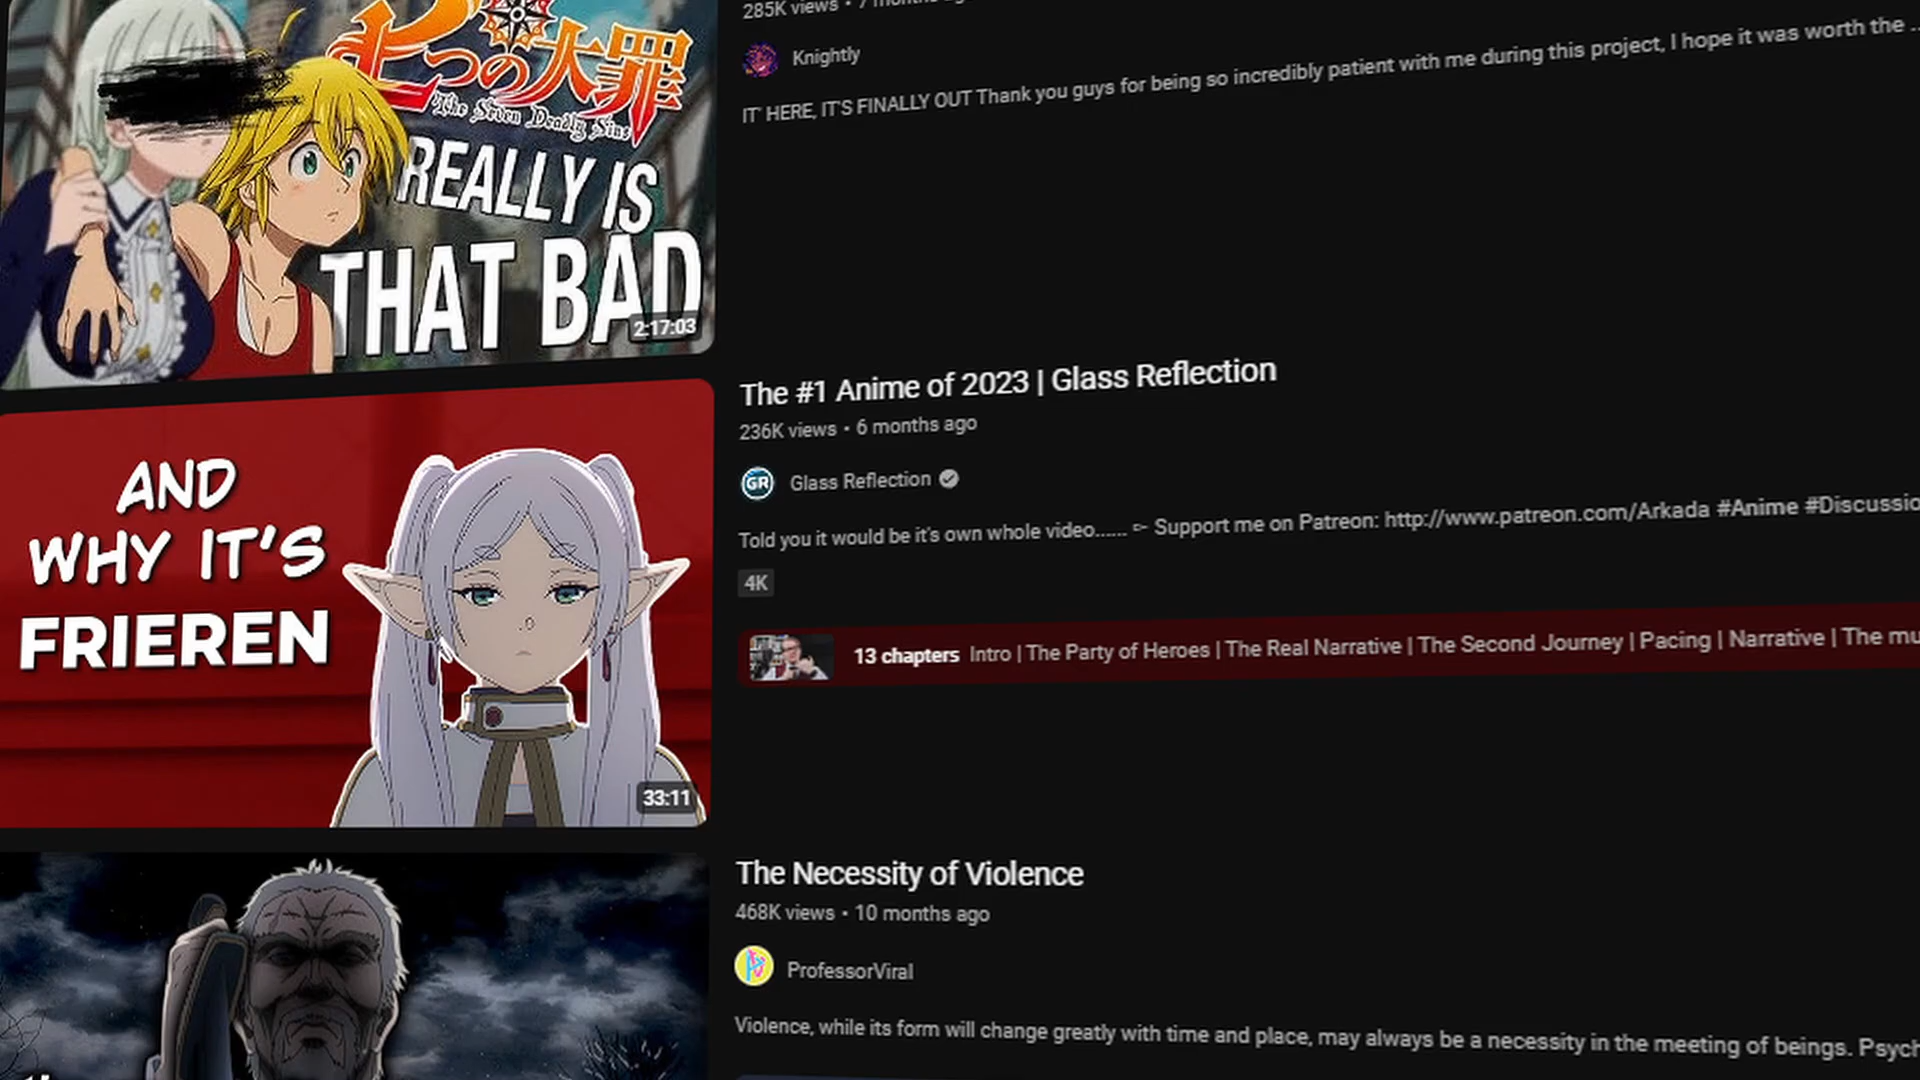 七つの大罪
The Seven Deadly Sins
REALLY IS
THAT BAD
2:17:03
285K views • 7 months ago
Knightly
IT' HERE, IT'S FINALLY OUT Thank you guys for being so incredibly patient with me during this project, I hope it was worth the ...
AND
WHY IT'S
FRIEREN
33:11
The #1 Anime of 2023 | Glass Reflection
236K views • 6 months ago
GR
Glass Reflection
Told you it would be it's own whole video...... Support me on Patreon: http://www.patreon.com/Arkada #Anime #Discussio
4K
13 chapters Intro | The Party of Heroes | The Real Narrative | The Second Journey | Pacing | Narrative | The mu
The Necessity of Violence
468K views • 10 months ago
ProfessorViral
Violence, while its form will change greatly with time and place, may always be a necessity in the meeting of beings. Psych